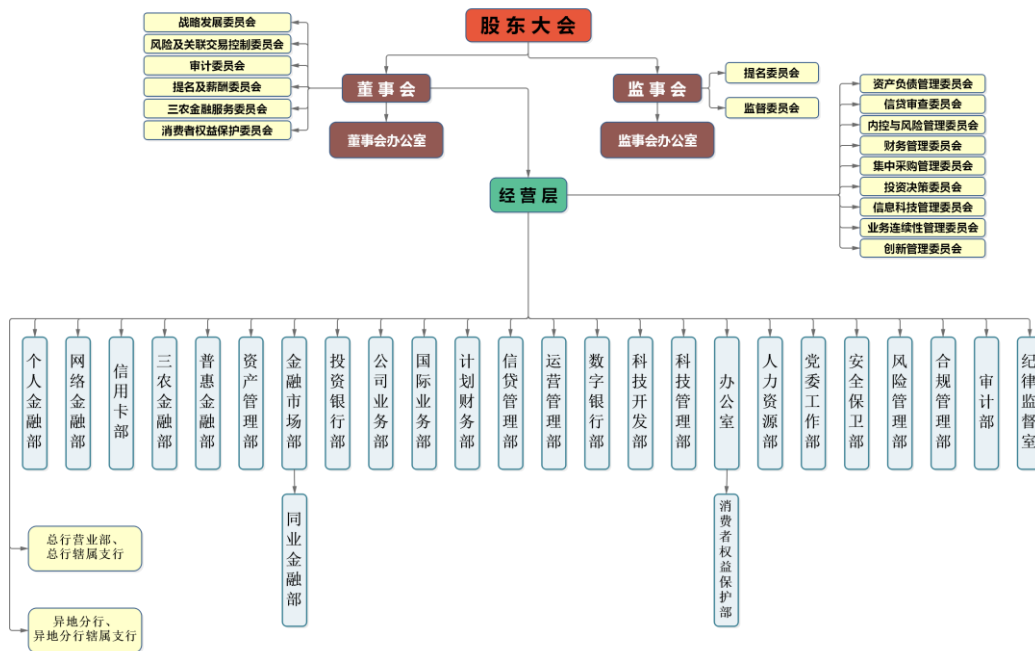 股东大会
战略发展委员会
风险及关联交易控制委员会
审计委员会
提名及薪酬委员会
三农金融服务委员会
消费者权益保护委员会
董事会
董事会办公室
监事会
监事会办公室
提名委员会
监督委员会
经营层
资产负债管理委员会
信贷审查委员会
内控与风险管理委员会
财务管理委员会
集中采购管理委员会
投资决策委员会
信息科技管理委员会
业务连续性管理委员会
创新管理委员会
个人金融部
网络金融部
信用卡部
三农金融部
普惠金融部
资产管理部
金融市场部
投资银行部
公司业务部
国际业务部
计划财务部
信贷管理部
运营管理部
数字银行部
科技开发部
科技管理部
办公室
人力资源部
党委工作部
安全保卫部
风险管理部
合规管理部
审计部
纪律监督室
同业金融部
消费者权益保护部
总行营业部、
总行辖属支行
异地分行、
异地分行辖属支行